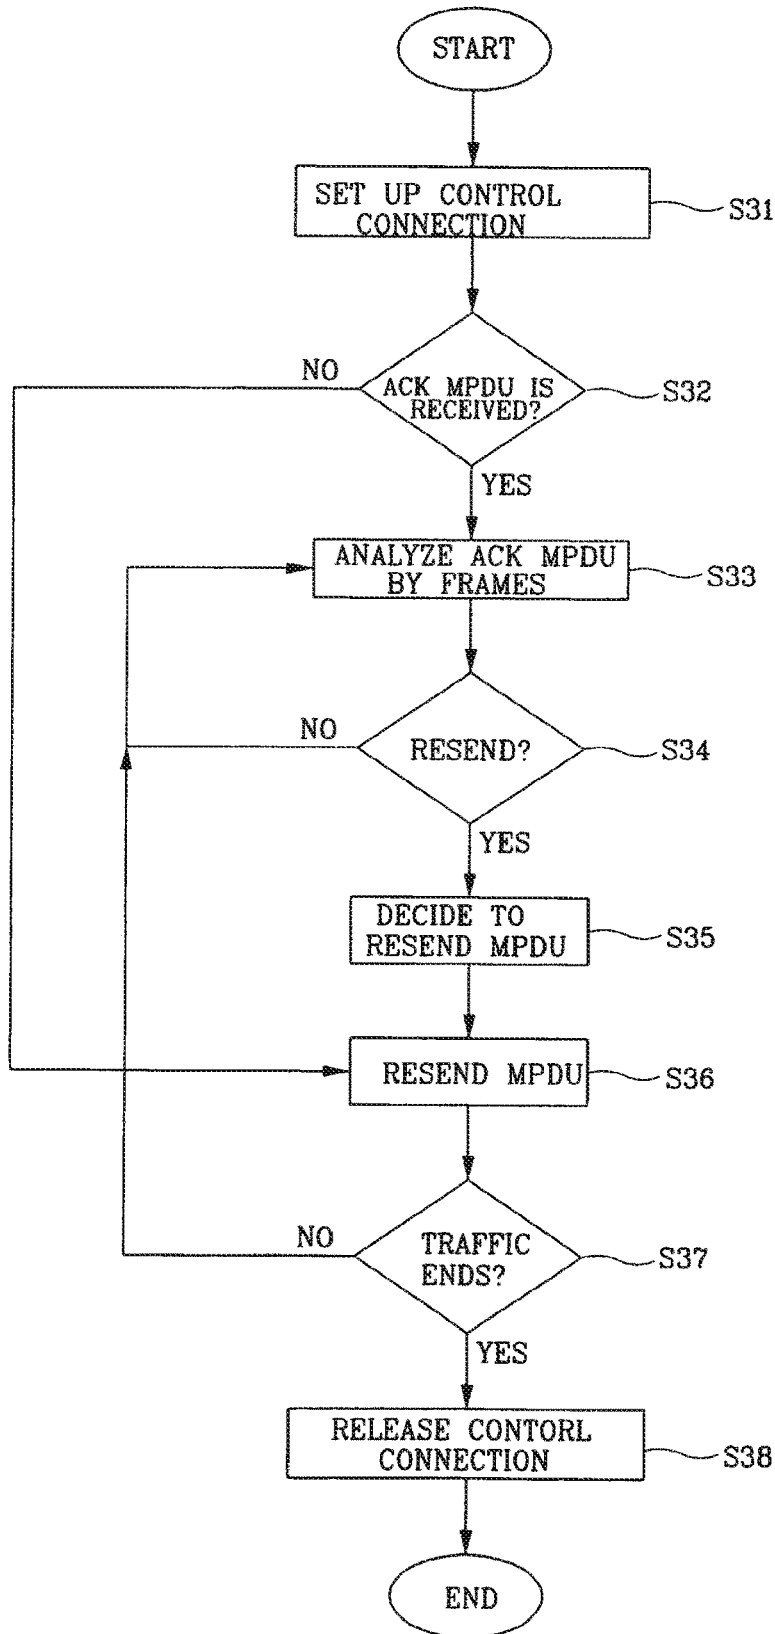 START
SET UP CONTROL
CONNECTION
S31
NO
ACK MPDU IS
RECEIVED?
S32
YES
ANALYZE ACK MPDU
BY FRAMES
S33
NO
RESEND?
S34
YES
DECIDE TO
RESEND MPDU
S35
RESEND MPDU
S36
NO
TRAFFIC
ENDS?
S37
YES
RELEASE CONTORL
CONNECTION
S38
END